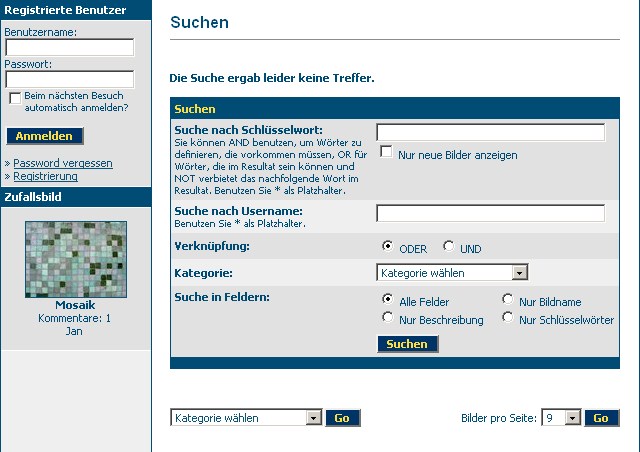 Registrierte Benutzer
Benutzername:
Passwort:
Beim nächsten Besuch
automatisch anmelden?
Anmelden
» Password vergessen
» Registrierung
Zufallsbild
Mosaik
Kommentare: 1
Jan
Suchen
Die Suche ergab leider keine Treffer.
Suchen
Suche nach Schlüsselwort:
Sie können AND benutzen, um Wörter zu
definieren, die vorkommen müssen, OR für
Wörter, die im Resultat sein können und
NOT verbietet das nachfolgende Wort im
Resultat. Benutzen Sie * als Platzhalter.
Nur neue Bilder anzeigen
Suche nach Username:
Benutzen Sie * als Platzhalter.
Verknüpfung:
ODER UND
Kategorie:
Kategorie wählen
Suche in Feldern:
Alle Felder Nur Bildname
Nur Beschreibung Nur Schlüsselwörter
Suchen
Kategorie wählen Go
Bilder pro Seite: 9 Go